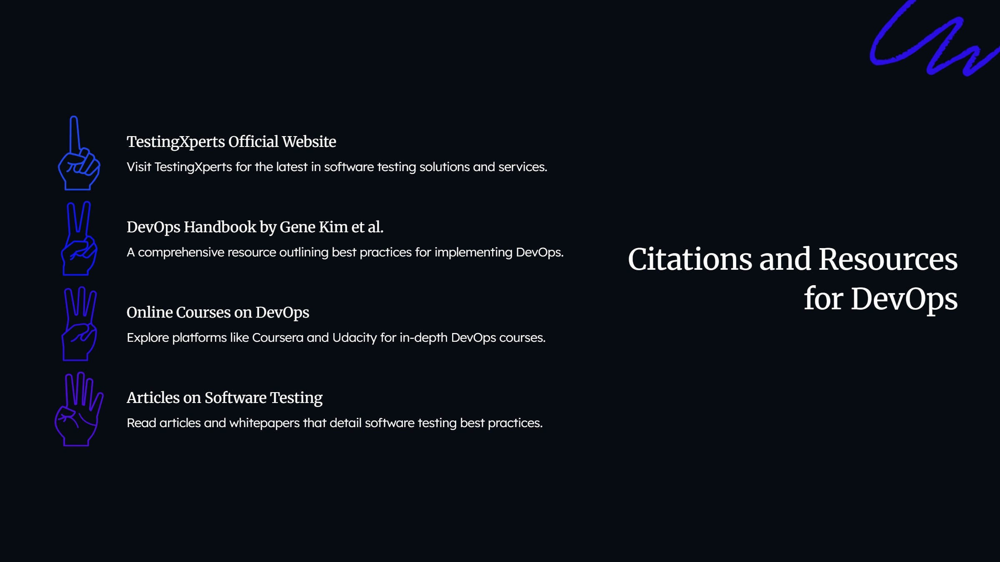 TestingXperts Official Website
Visit TestingXperts for the latest in software testing solutions and services.
DevOps Handbook by Gene Kim et al.
A comprehensive resource outlining best practices for implementing DevOps.
Online Courses on DevOps
Explore platforms like Coursera and Udacity for in-depth DevOps courses.
Articles on Software Testing
Read articles and whitepapers that detail software testing best practices.
Citations and Resources
for DevOps